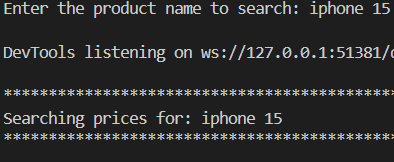 Enter the product name to search: iphone 15
DevTools listening on ws://127.0.0.1:51381/
********************************************
Searching prices for: iphone 15
********************************************